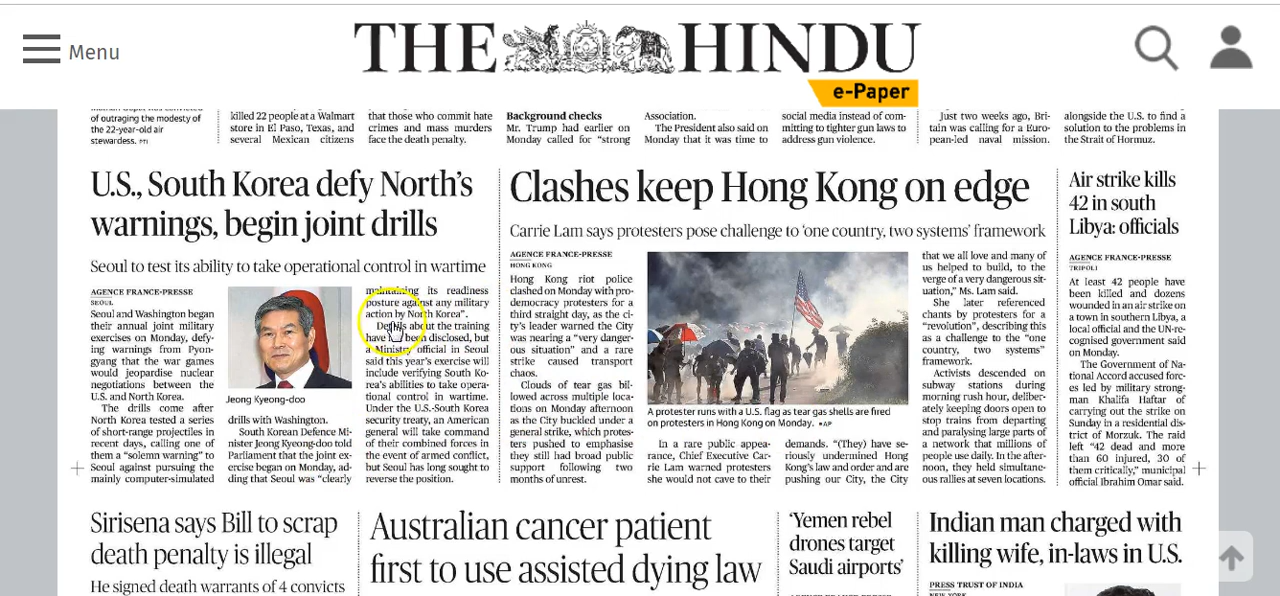 Menu
THE HINDU
e-Paper
of outraging the modesty of
the 22-year-old air
stewardess. PTI
killed 22 people at a Walmart
store in El Paso, Texas, and
several Mexican citizens
that those who commit hate
crimes and mass murders
face the death penalty.
Background checks
Mr. Trump had earlier on
Monday called for “strong
Association.
The President also said on
Monday that it was time to
social media instead of com-
mitting to tighter gun laws to
address gun violence.
Just two weeks ago, Bri-
tain was calling for a Euro-
pean-led naval mission.
alongside the U.S. to find a
solution to the problems in
the Strait of Hormuz.
U.S., South Korea defy North’s
warnings, begin joint drills
Seoul to test its ability to take operational control in wartime
AGENCE FRANCE-PRESSE
SEOUL
Seoul and Washington began
their annual joint military
exercises on Monday, defy-
ing warnings from Pyon-
gyang that the war games
would jeopardise nuclear
negotiations between the
U.S. and North Korea.
The drills come after
North Korea tested a series
of short-range projectiles in
recent days, calling one of
them a “solemn warning” to
Seoul against pursuing the
mainly computer-simulated
Jeong Kyeong-doo
drills with Washington.
South Korean Defence Mi-
nister Jeong Kyeong-doo told
Parliament that the joint ex-
ercise began on Monday, ad-
ding that Seoul was “clearly
maintaining its readiness
posture against any military
action by North Korea”.
Details about the training
have not been disclosed, but
a Ministry official in Seoul
said this year’s exercise will
include verifying South Ko-
rea’s abilities to take opera-
tional control in wartime.
Under the U.S.-South Korea
security treaty, an American
general will take command
of their combined forces in
the event of armed conflict,
but Seoul has long sought to
reverse the position.
Clashes keep Hong Kong on edge
Carrie Lam says protesters pose challenge to ‘one country, two systems’ framework
AGENCE FRANCE-PRESSE
HONG KONG
Hong Kong riot police
clashed on Monday with pro-
democracy protesters for a
third straight day, as the ci-
ty’s leader warned the City
was nearing a “very danger-
ous situation” and a rare
strike caused transport
chaos.
Clouds of tear gas bil-
lowed across multiple loca-
tions on Monday afternoon
as the City buckled under a
general strike, which protes-
ters pushed to emphasise
they still had broad public
support following two
months of unrest.
A protester runs with a U.S. flag as tear gas shells are fired
on protesters in Hong Kong on Monday. •AP
In a rare public appea-
rance, Chief Executive Car-
rie Lam warned protesters
she would not cave to their
demands. “(They) have se-
riously undermined Hong
Kong’s law and order and are
pushing our City, the City
that we all love and many of
us helped to build, to the
verge of a very dangerous sit-
uation,” Ms. Lam said.
She later referenced
chants by protesters for a
“revolution”, describing this
as a challenge to the “one
country, two systems”
framework.
Activists descended on
subway stations during
morning rush hour, delibe-
rately keeping doors open to
stop trains from departing
and paralysing large parts of
a network that millions of
people use daily. In the after-
noon, they held simultane-
ous rallies at seven locations.
Air strike kills
42 in south
Libya: officials
AGENCE FRANCE-PRESSE
TRIPOLI
At least 42 people have
been killed and dozens
wounded in an air strike on
a town in southern Libya, a
local official and the UN-re-
cognised government said
on Monday.
The Government of Na-
tional Accord accused forc-
es led by military strong-
man Khalifa Haftar of
carrying out the strike on
Sunday in a residential dis-
trict of Morzuk. The raid
left “42 dead and more
than 60 injured, 30 of
them critically,” municipal
official Ibrahim Omar said.
Sirisena says Bill to scrap
death penalty is illegal
He signed death warrants of 4 convicts
Australian cancer patient
first to use assisted dying law
‘Yemen rebel
drones target
Saudi airports’
Indian man charged with
killing wife, in-laws in U.S.
PRESS TRUST OF INDIA